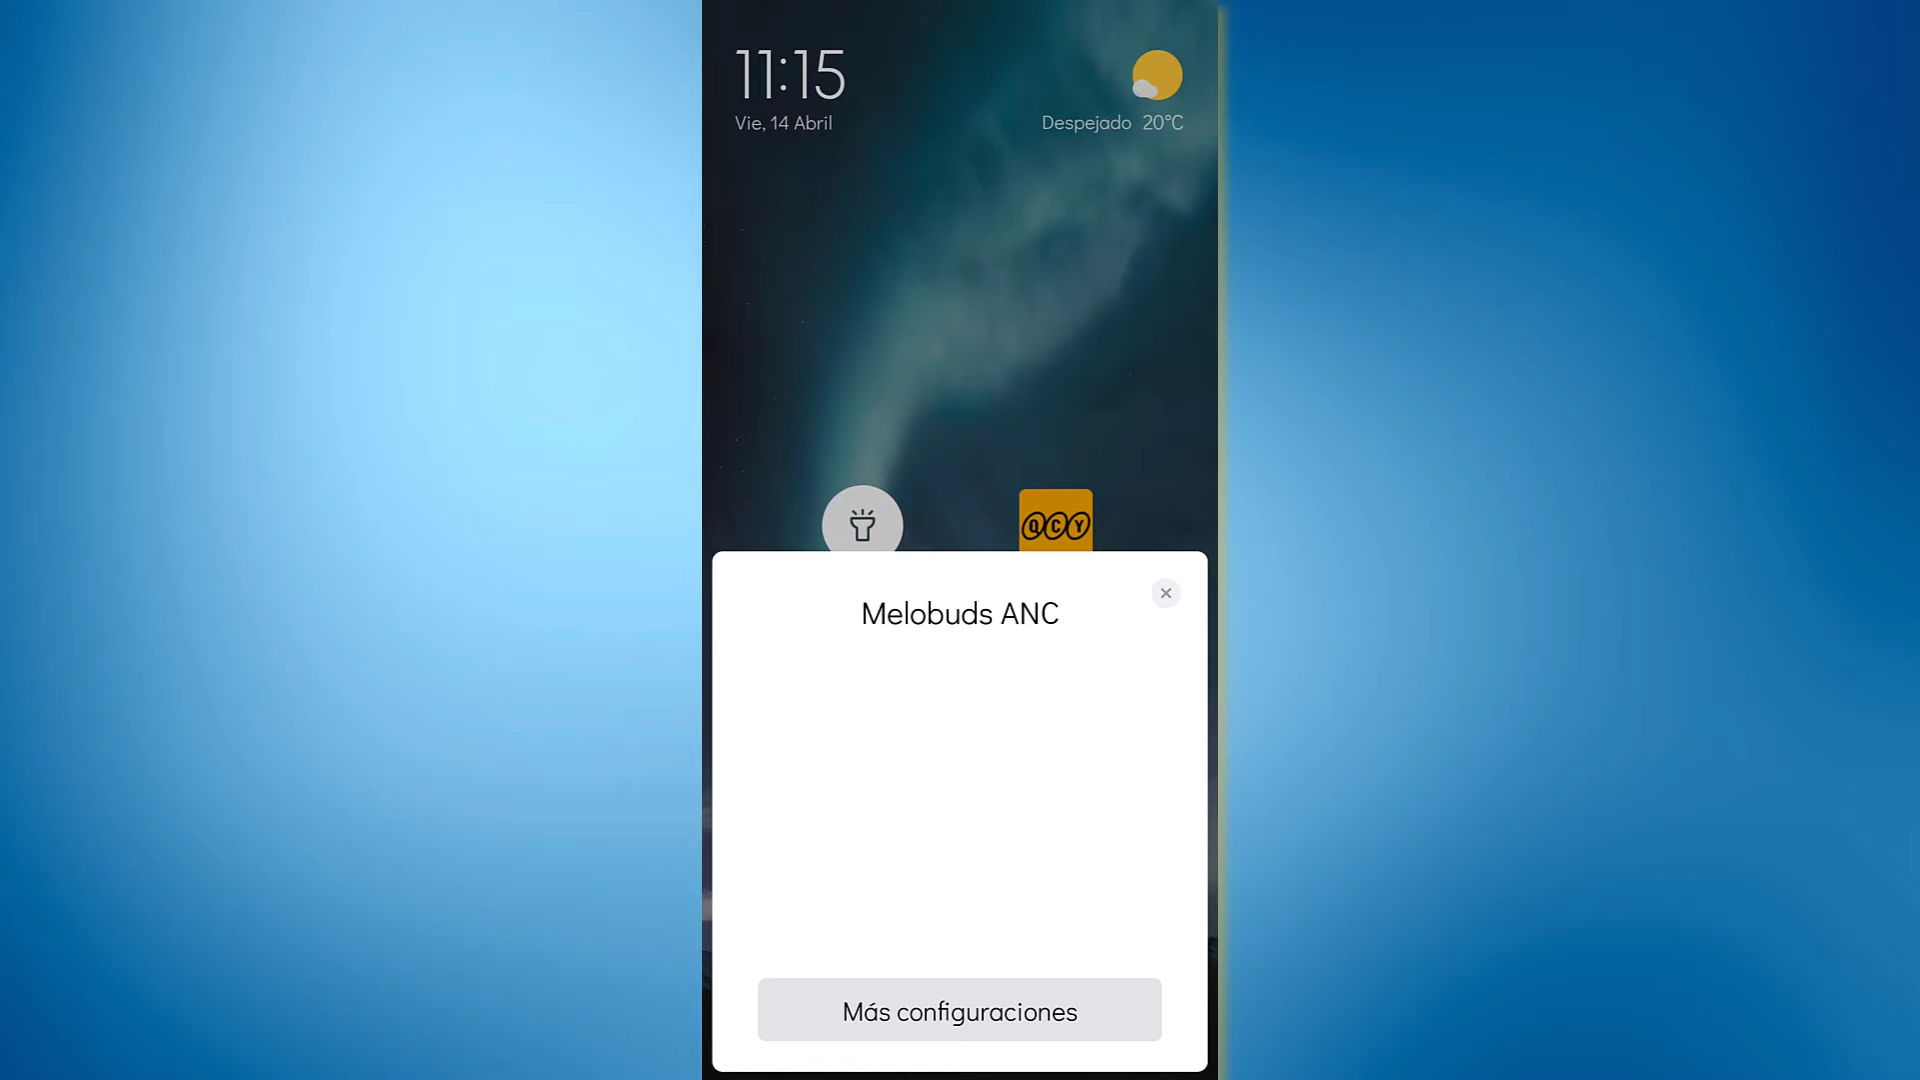 11:15
Vie, 14 Abril
Despejado 20°C
QCY
Melobuds ANC
Más configuraciones